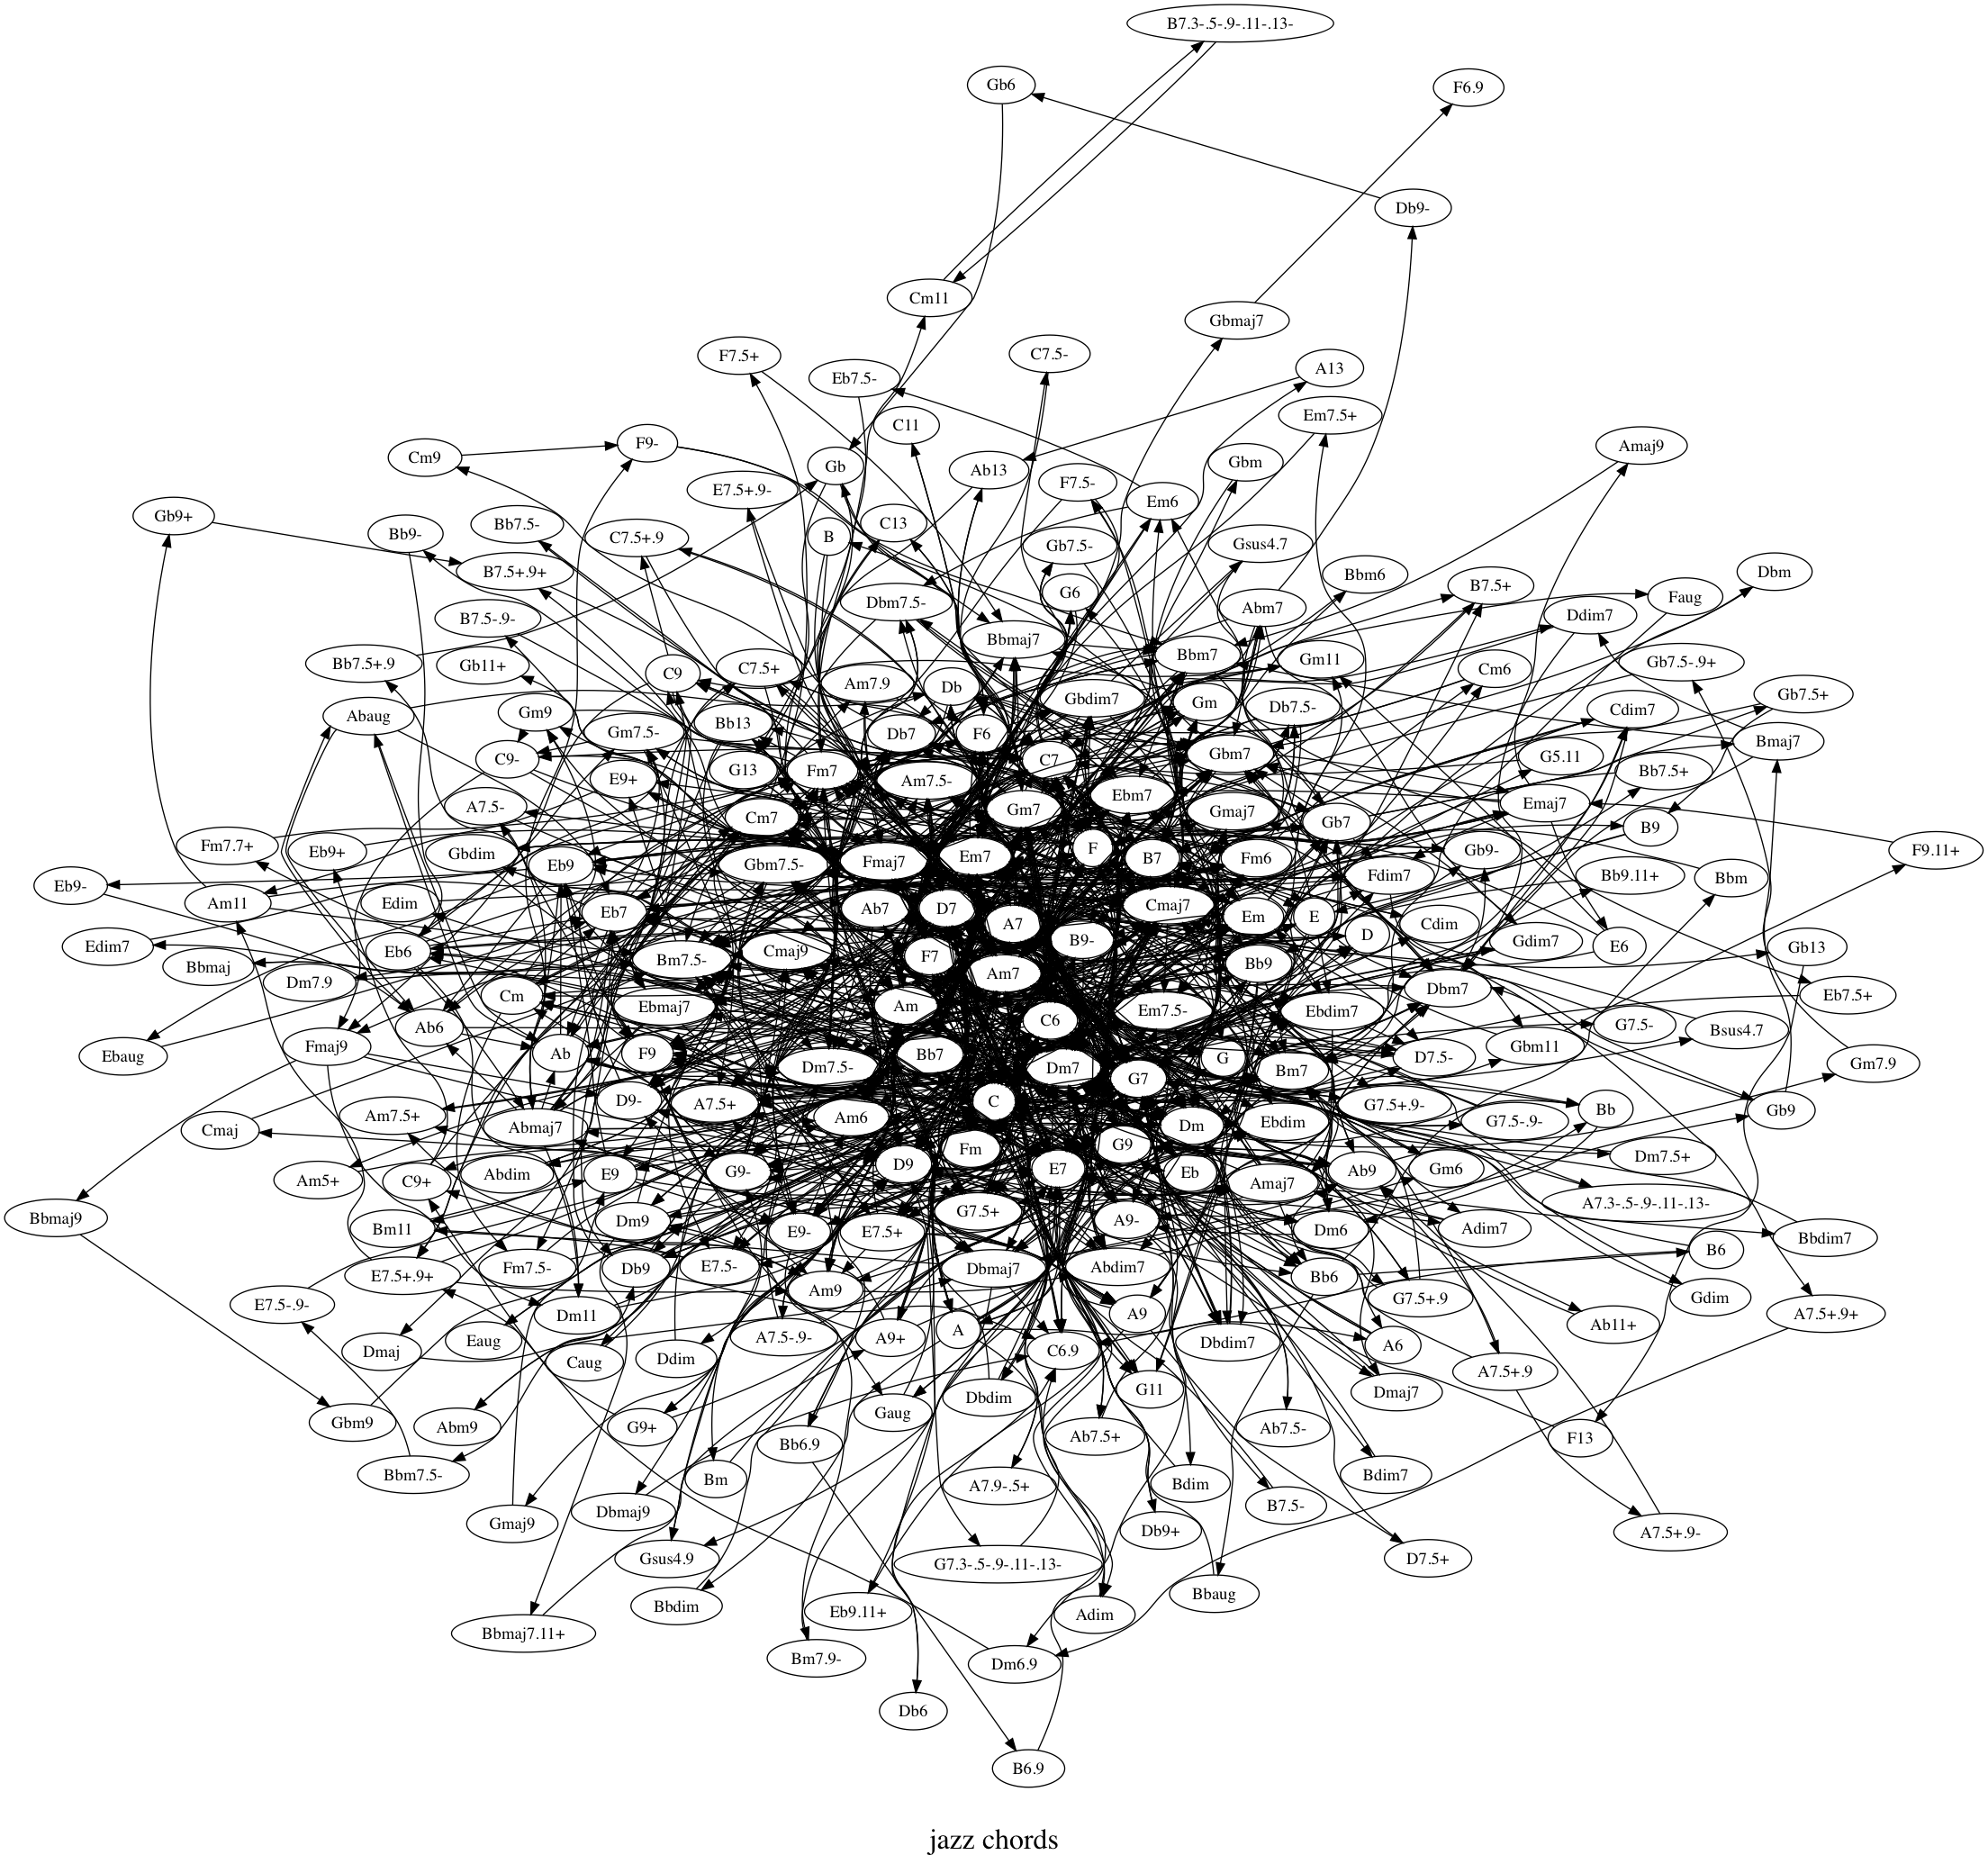 B7.3-.5-.9-.11-.13-
Gb6
F6.9
Db9-
Cm11
Gbmaj7
F7.5+
C7.5-
A13
Eb7.5-
Em7.5+
C11
F9-
Cm9
Amaj9
Gb
Ab13
Gbm
F7.5-
E7.5+.9-
Em6
Gb9+
C13
Bb7.5-
Bb9-
B
C7.5+.9
Gb7.5-
Gsus4.7
B7.5+.9+
Dbm
Bbm6
B7.5+
G6
Faug
Dbm7.5-
Abm7
Ddim7
B7.5-.9-
Bbmaj7
Bbm7
Gm11
Bb7.5+.9
Gb11+
C9
C7.5+
Cm6
Gb7.5-.9+
Am7.9
Db
Gbdim7
Gb7.5+
Gm
Db7.5-
Cdim7
Gm9
Abaug
Bb13
Gm7.5-
Db7
F6
Bmaj7
Gbm7
G5.11
C9-
C7
G13
Fm7
Bb7.5+
E9+
Am7.5-
Ebm7
Emaj7
A7.5-
Gm7
Gmaj7
Cm7
Gb7
B9
Fm7.7+
F
F9.11+
Eb9+
Gbdim
Gb9-
Em7
B7
Fm6
Fmaj7
Eb9
Gbm7.5-
Fdim7
Bb9.11+
Bbm
Eb9-
Am11
Edim
Cmaj7
D7
Ab7
Eb7
Em
E
A7
Cdim
D
B9-
Gdim7
E6
Edim7
Gb13
Eb6
Cmaj9
F7
Bm7.5-
Bb9
Bbmaj
Am7
Dm7.9
Dbm7
Eb7.5+
Cm
Ebmaj7
Am
Em7.5-
Ebdim7
C6
G7.5-
Ab6
Bsus4.7
Fmaj9
Gbm11
Ab
F9
Bb7
Ebaug
G
D7.5-
Gm7.9
Dm7.5-
Dm7
Bm7
G7
D9-
C
A7.5+
G7.5+.9-
Bb
Gb9
Am7.5+
Am6
G7.5-.9-
Ebdim
Dm
Abmaj7
Cmaj
G9
Fm
Dm7.5+
D9
E7
Gm6
Ab9
G9-
E9
Abdim
Eb
Am5+
C9+
Amaj7
A7.3-.5-.9-.11-.13-
G7.5+
Bbmaj9
Dm9
A9-
Bm11
Dm6
Adim7
E9-
E7.5+
Bbdim7
B6
Dbmaj7
Abdim7
Db9
Fm7.5-
E7.5-
E7.5+.9+
Bb6
Am9
G7.5+.9
Gdim
E7.5-.9-
A9
Dm11
A7.5+.9+
Ab11+
A
A7.5-.9-
A9+
Eaug
Dbdim7
A6
Dmaj
C6.9
Ddim
Caug
A7.5+.9
G11
Dmaj7
Dbdim
Gaug
Gbm9
Abm9
G9+
Ab7.5-
Ab7.5+
F13
Bb6.9
Bbm7.5-
Bdim7
Bm
Bdim
A7.9-.5+
B7.5-
Dbmaj9
Gmaj9
Db9+
A7.5+.9-
Gsus4.9
D7.5+
G7.3-.5-.9-.11-.13-
Bbaug
Bbdim
Eb9.11+
Adim
Bbmaj7.11+
Bm7.9-
Dm6.9
Db6
B6.9
jazz chords